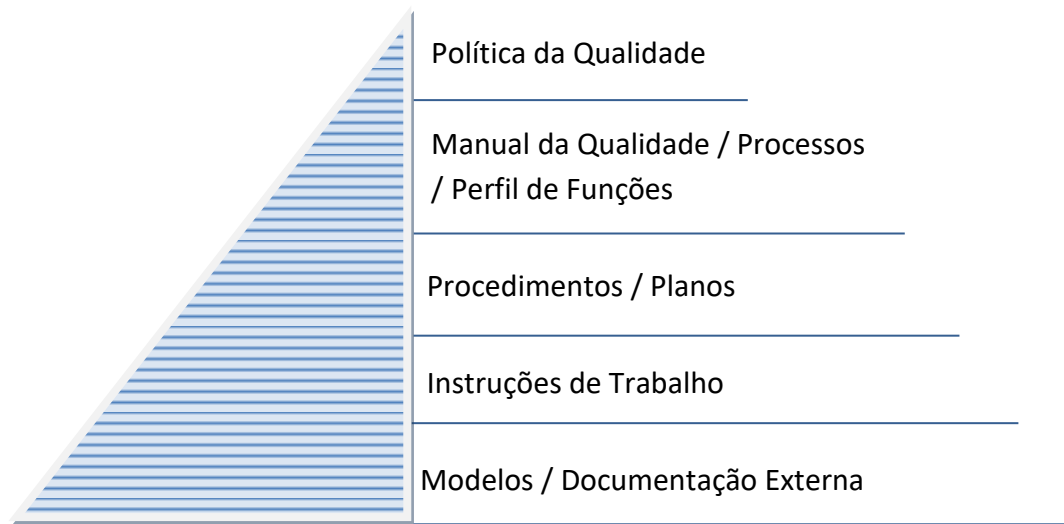 Política da Qualidade
Manual da Qualidade / Processos
/ Perfil de Funções
Procedimentos / Planos
Instruções de Trabalho
Modelos / Documentação Externa